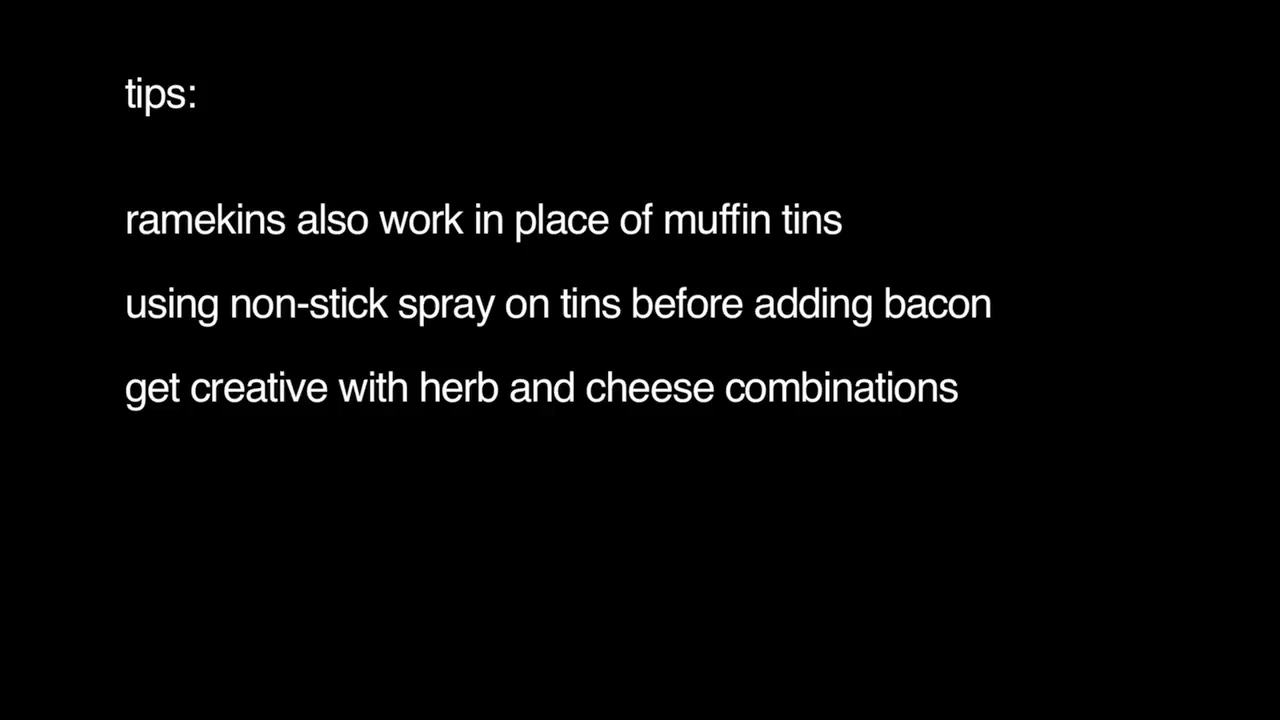 tips:
ramekins also work in place of muffin tins
using non-stick spray on tins before adding bacon
get creative with herb and cheese combinations